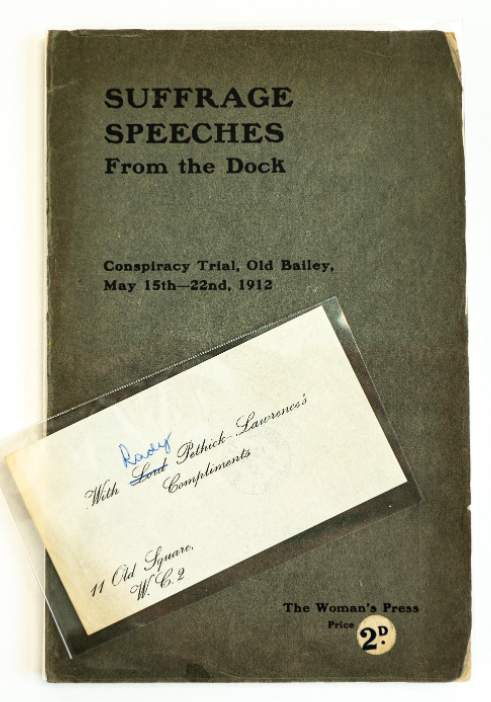 SUFFRAGE
SPEECHES
From the Dock
Conspiracy Trial, Old Bailey,
May 15th—22nd, 1912
Lady
With Lord Pethick-Lawrence's
Compliments
11 Old Square,
W.C.2
The Woman's Press
Price 2D.